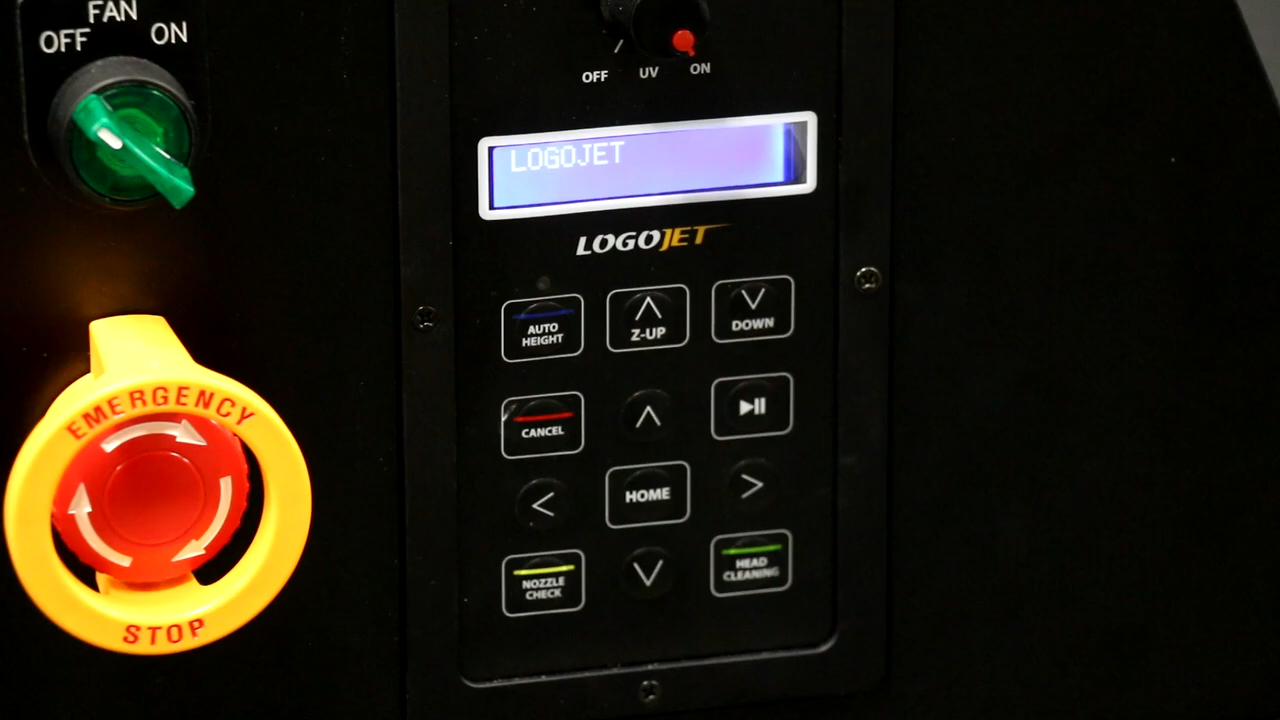 FAN
OFF ON
EMERGENCY
STOP
OFF UV ON
LOGOJET
LOGOJET
AUTO
HEIGHT
Z-UP
DOWN
CANCEL
HOME
NOZZLE
CHECK
HEAD
CLEANING